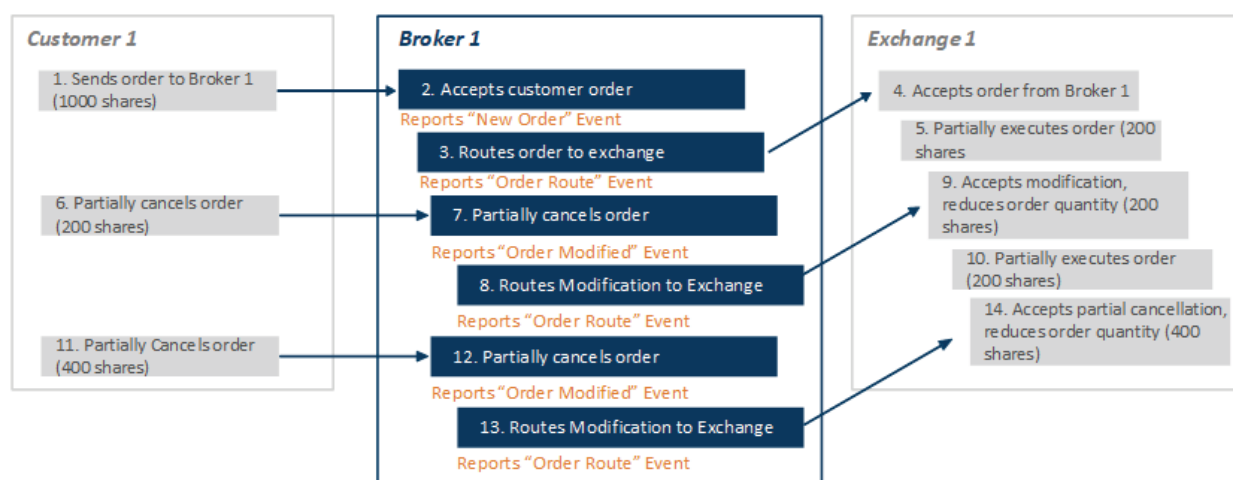 Customer 1
1. Sends order to Broker 1
(1000 shares)
6. Partially cancels order
(200 shares)
11. Partially Cancels order
(400 shares)
Broker 1
2. Accepts customer order
Reports “New Order” Event
3. Routes order to exchange
Reports “Order Route” Event
7. Partially cancels order
Reports “Order Modified” Event
8. Routes Modification to Exchange
Reports “Order Route” Event
12. Partially cancels order
Reports “Order Modified” Event
13. Routes Modification to Exchange
Reports “Order Route” Event
Exchange 1
4. Accepts order from Broker 1
5. Partially executes order (200
shares
9. Accepts modification,
reduces order quantity (200
shares)
10. Partially executes order
(200 shares)
14. Accepts partial cancellation,
reduces order quantity (400
shares)